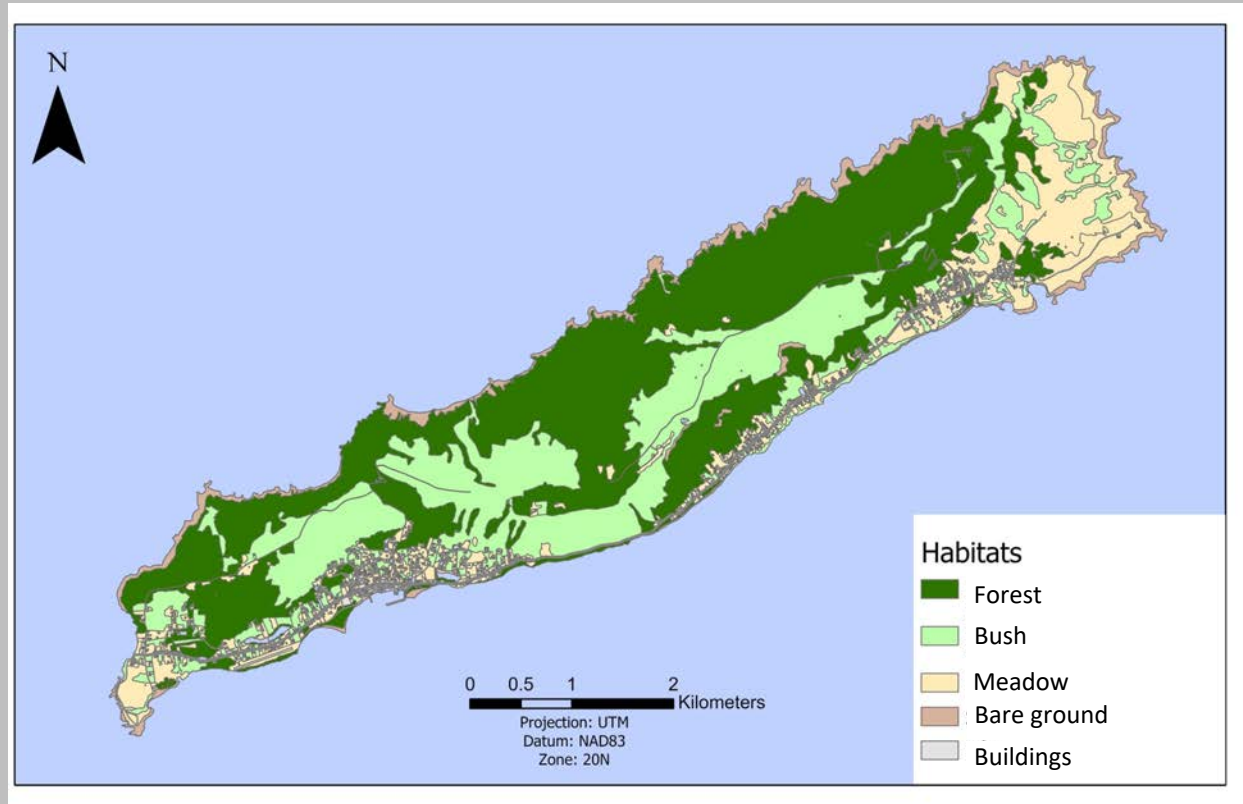 N
Habitats
Forest
Bush
Meadow
Bare ground
Buildings
0 0.5 1 2
Kilometers
Projection: UTM
Datum: NAD83
Zone: 20N